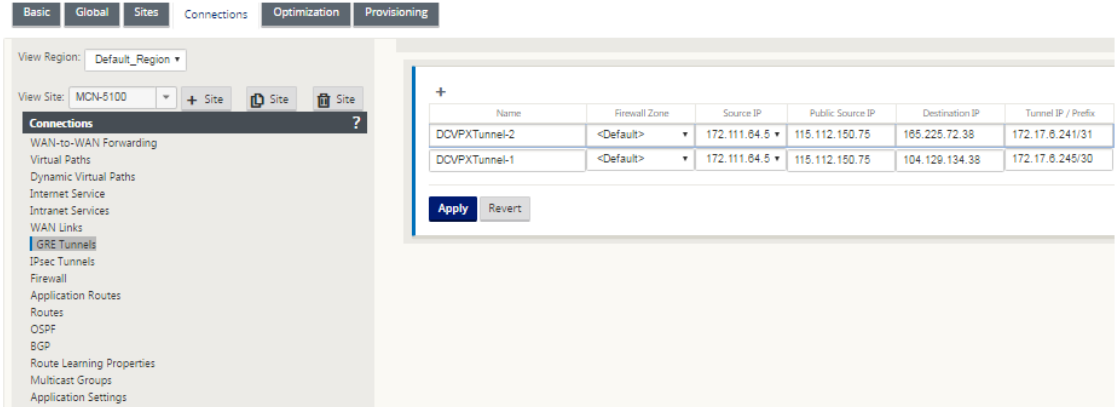 Basic Global Sites Connections Optimization Provisioning
View Region: Default_Region
View Site: MCN-5100 + Site Site Site
Connections ?
WAN-to-WAN Forwarding
Virtual Paths
Dynamic Virtual Paths
Internet Service
Intranet Services
WAN Links
GRE Tunnels
IPsec Tunnels
Firewall
Application Routes
Routes
OSPF
BGP
Route Learning Properties
Multicast Groups
Application Settings
+
Name Firewall Zone Source IP Public Source IP Destination IP Tunnel IP / Prefix
DCVPXTunnel-2 <Default> 172.111.64.5 115.112.150.75 165.225.72.38 172.17.6.241/31
DCVPXTunnel-1 <Default> 172.111.64.5 115.112.150.75 104.129.134.38 172.17.6.245/30
Apply Revert